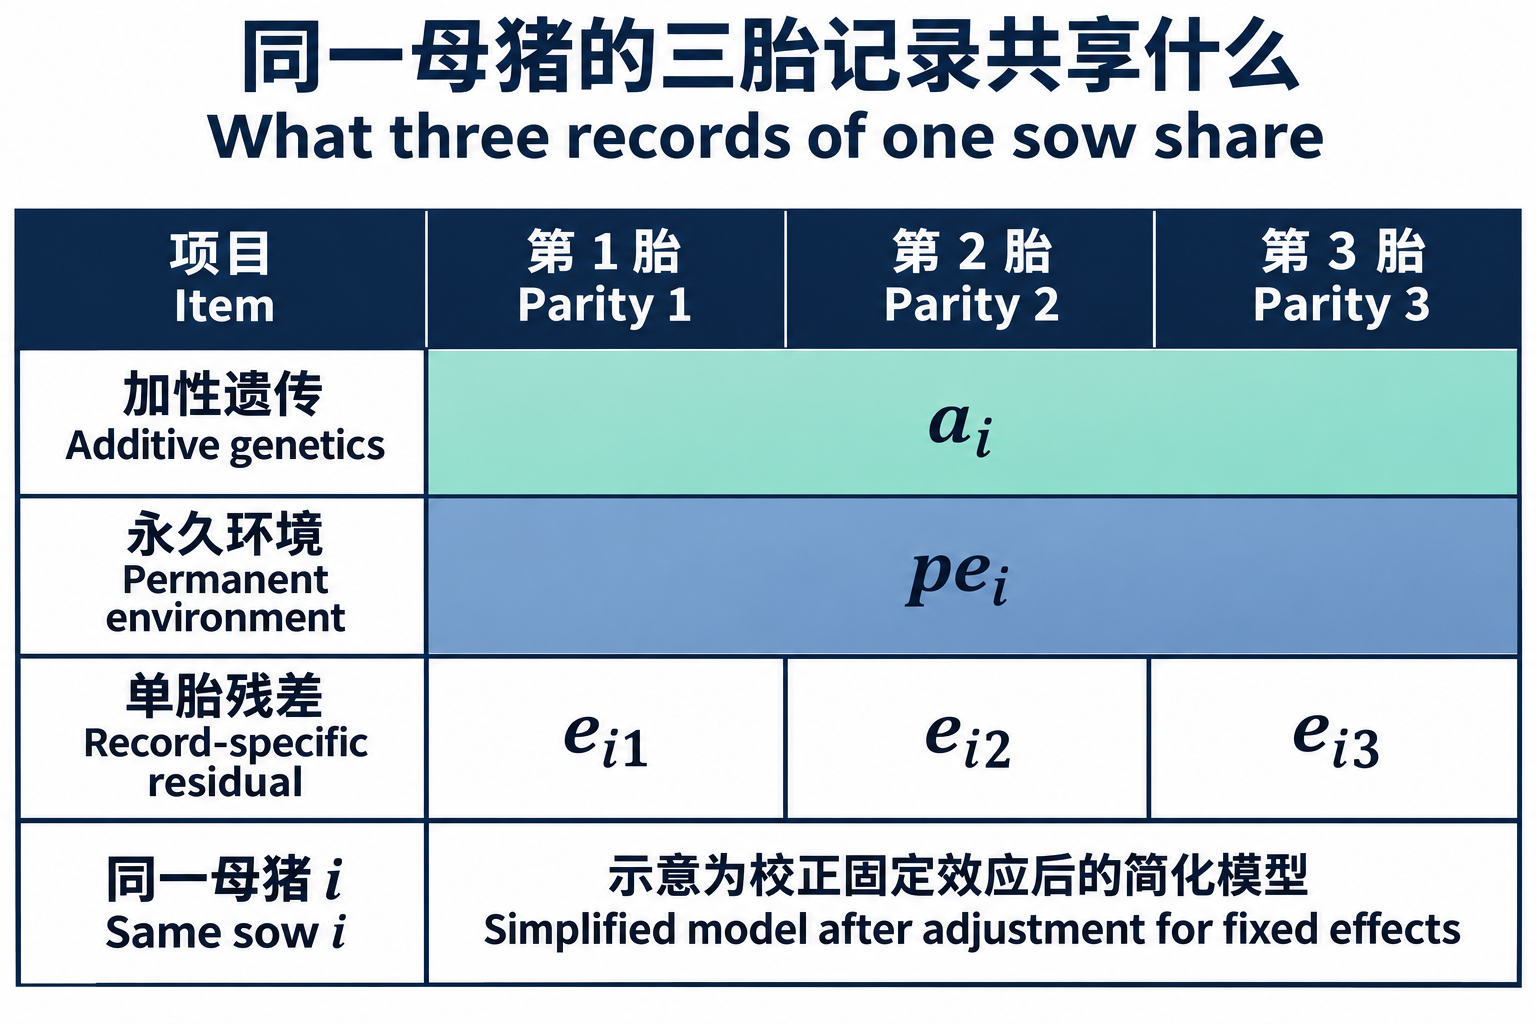 同一母猪的三胎记录共享什么
What three records of one sow share
项目
Item
第 1 胎
Parity 1
第 2 胎
Parity 2
第 3 胎
Parity 3
加性遗传
Additive genetics
a_i
永久环境
Permanent
environment
pe_i
单胎残差
Record-specific
residual
e_i1
e_i2
e_i3
同一母猪 i
Same sow i
示意为校正固定效应后的简化模型
Simplified model after adjustment for fixed effects